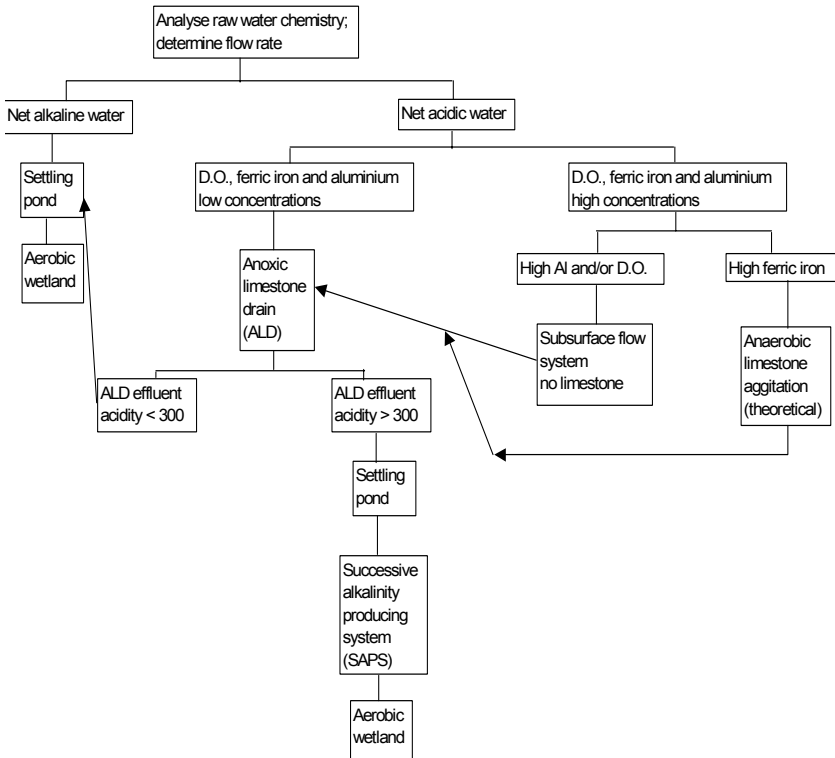 Analyse raw water chemistry;
determine flow rate
Net alkaline water
Net acidic water
Settling
pond
D.O., ferric iron and aluminium
low concentrations
D.O., ferric iron and aluminium
high concentrations
Aerobic
wetland
Anoxic
limestone
drain
(ALD)
High Al and/or D.O.
High ferric iron
Subsurface flow
system
no limestone
Anaerobic
limestone
aggitation
(theoretical)
ALD effluent
acidity < 300
ALD effluent
acidity > 300
Settling
pond
Successive
alkalinity
producing
system
(SAPS)
Aerobic
wetland